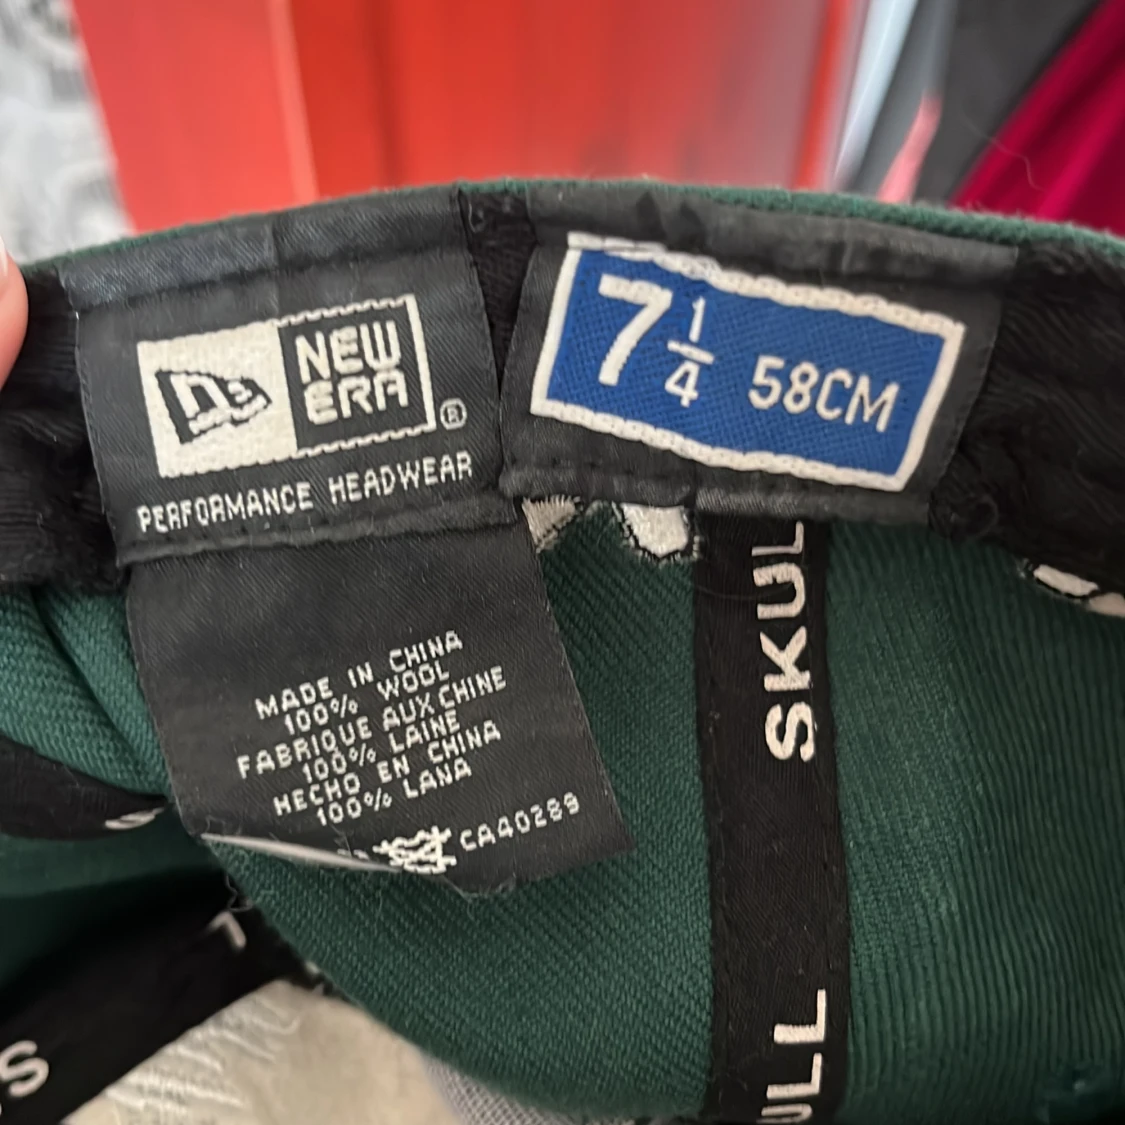 NEW
ERA
®
PERFORMANCE HEADWEAR
7 1/4 58CM
MADE IN CHINA
100% WOOL
FABRIQUE AUX CHINE
100% LAINE
HECHO EN CHINA
100% LANA
CA40289
SKUL
ULL
S